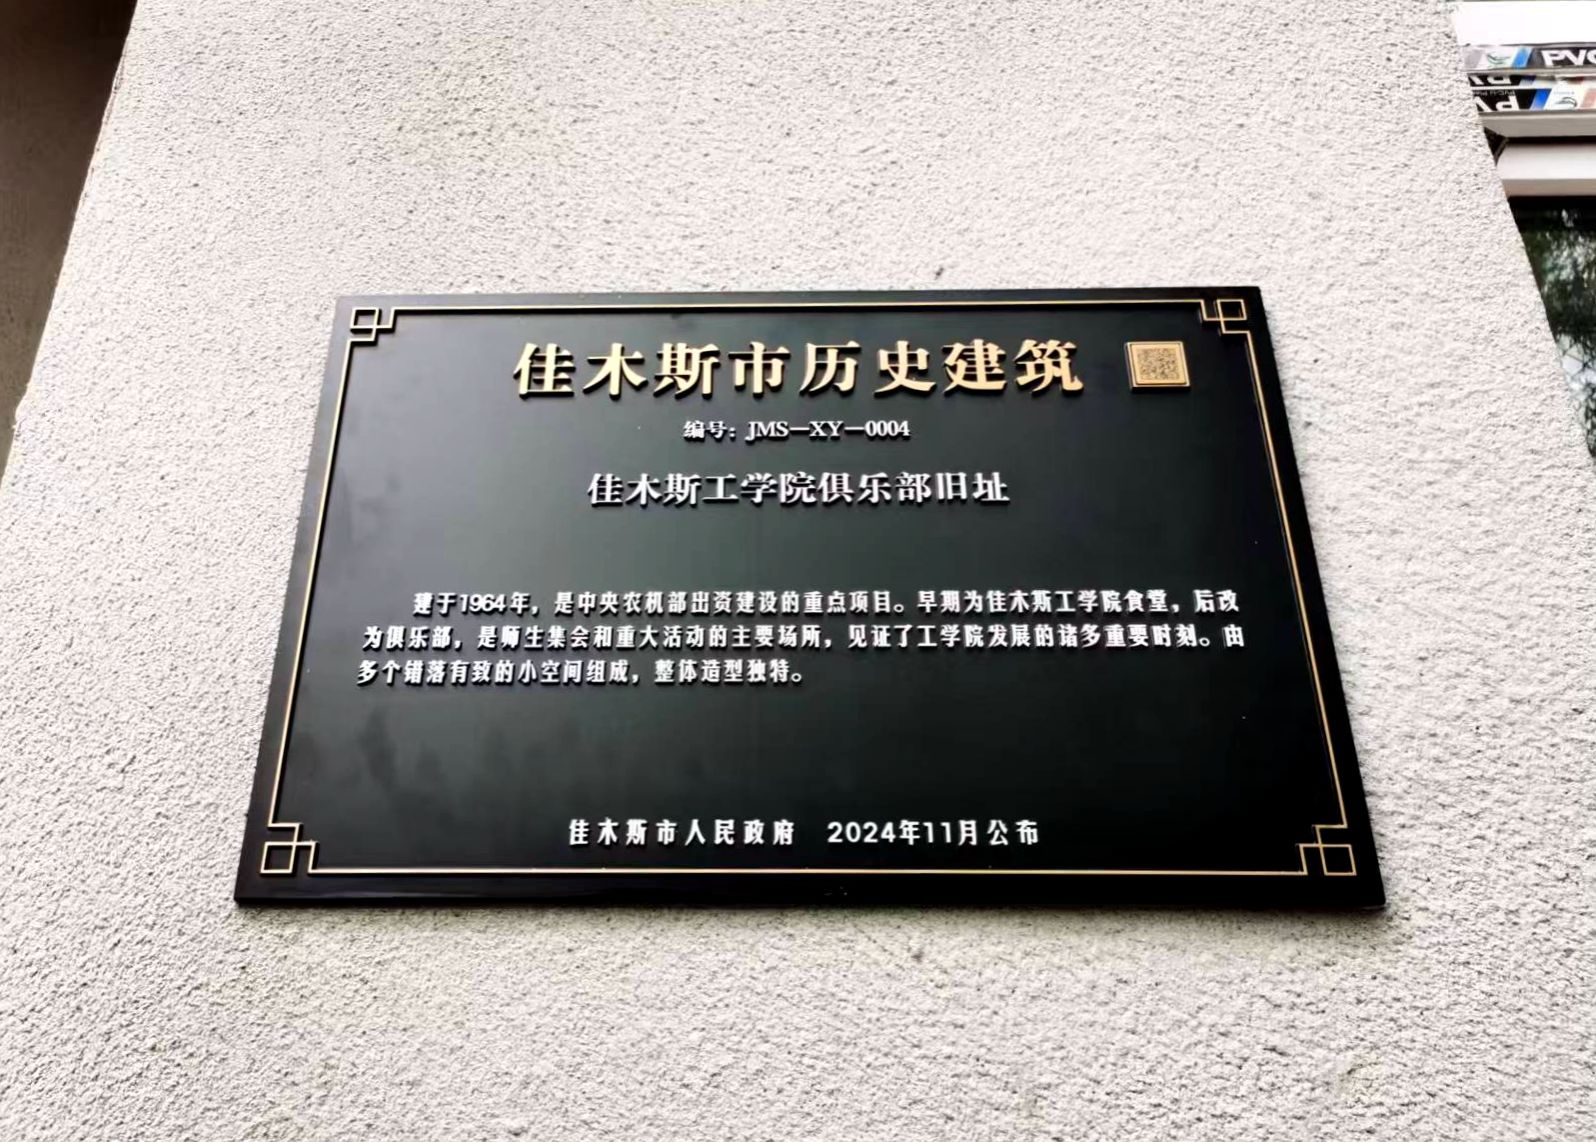 佳木斯市历史建筑
编号：JMS—XY—0004
佳木斯工学院俱乐部旧址
建于1964年，是中央农机部出资建设的重点项目。早期为佳木斯工学院食堂，后改
为俱乐部，是师生集会和重大活动的主要场所，见证了工学院发展的诸多重要时刻。由
多个错落有致的小空间组成，整体造型独特。
佳木斯市人民政府 2024年11月公布
PVC